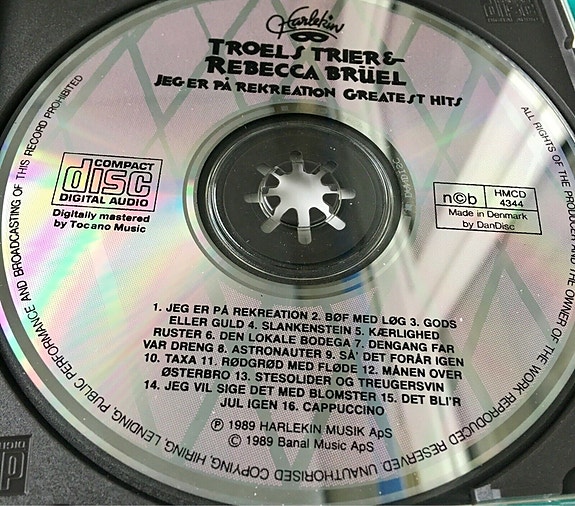 Harlekin
TROELS TRIER &
REBECCA BRÜEL
JEG ER PÅ REKREATION GREATEST HITS
COMPACT
disc
DIGITAL AUDIO
Digitally mastered
by Tocano Music
n©b
HMCD
4344
Made in Denmark
by DanDisc
1. JEG ER PÅ REKREATION 2. BØF MED LØG 3. GODS
ELLER GULD 4. SLANKENSTEIN 5. KÆRLIGHED
RUSTER 6. DEN LOKALE BODEGA 7. DENGANG FAR
VAR DRENG 8. ASTRONAUTER 9. SÅ' DET FORÅR IGEN
10. TAXA 11. RØDGRØD MED FLØDE 12. MÅNEN OVER
ØSTERBRO 13. STESOLIDER OG TREUGERSVIN
14. JEG VIL SIGE DET MED BLOMSTER 15. DET BLI'R
JUL IGEN 16. CAPPUCCINO
Ⓟ 1989 HARLEKIN MUSIK ApS
© 1989 Banal Music ApS
ALL RIGHTS OF THE PRODUCER AND OF THE OWNER OF THE WORK REPRODUCED RESERVED UNAUTHORISED COPYING, HIRING, LENDING, PUBLIC PERFORMANCE AND BROADCASTING OF THIS RECORD PROHIBITED